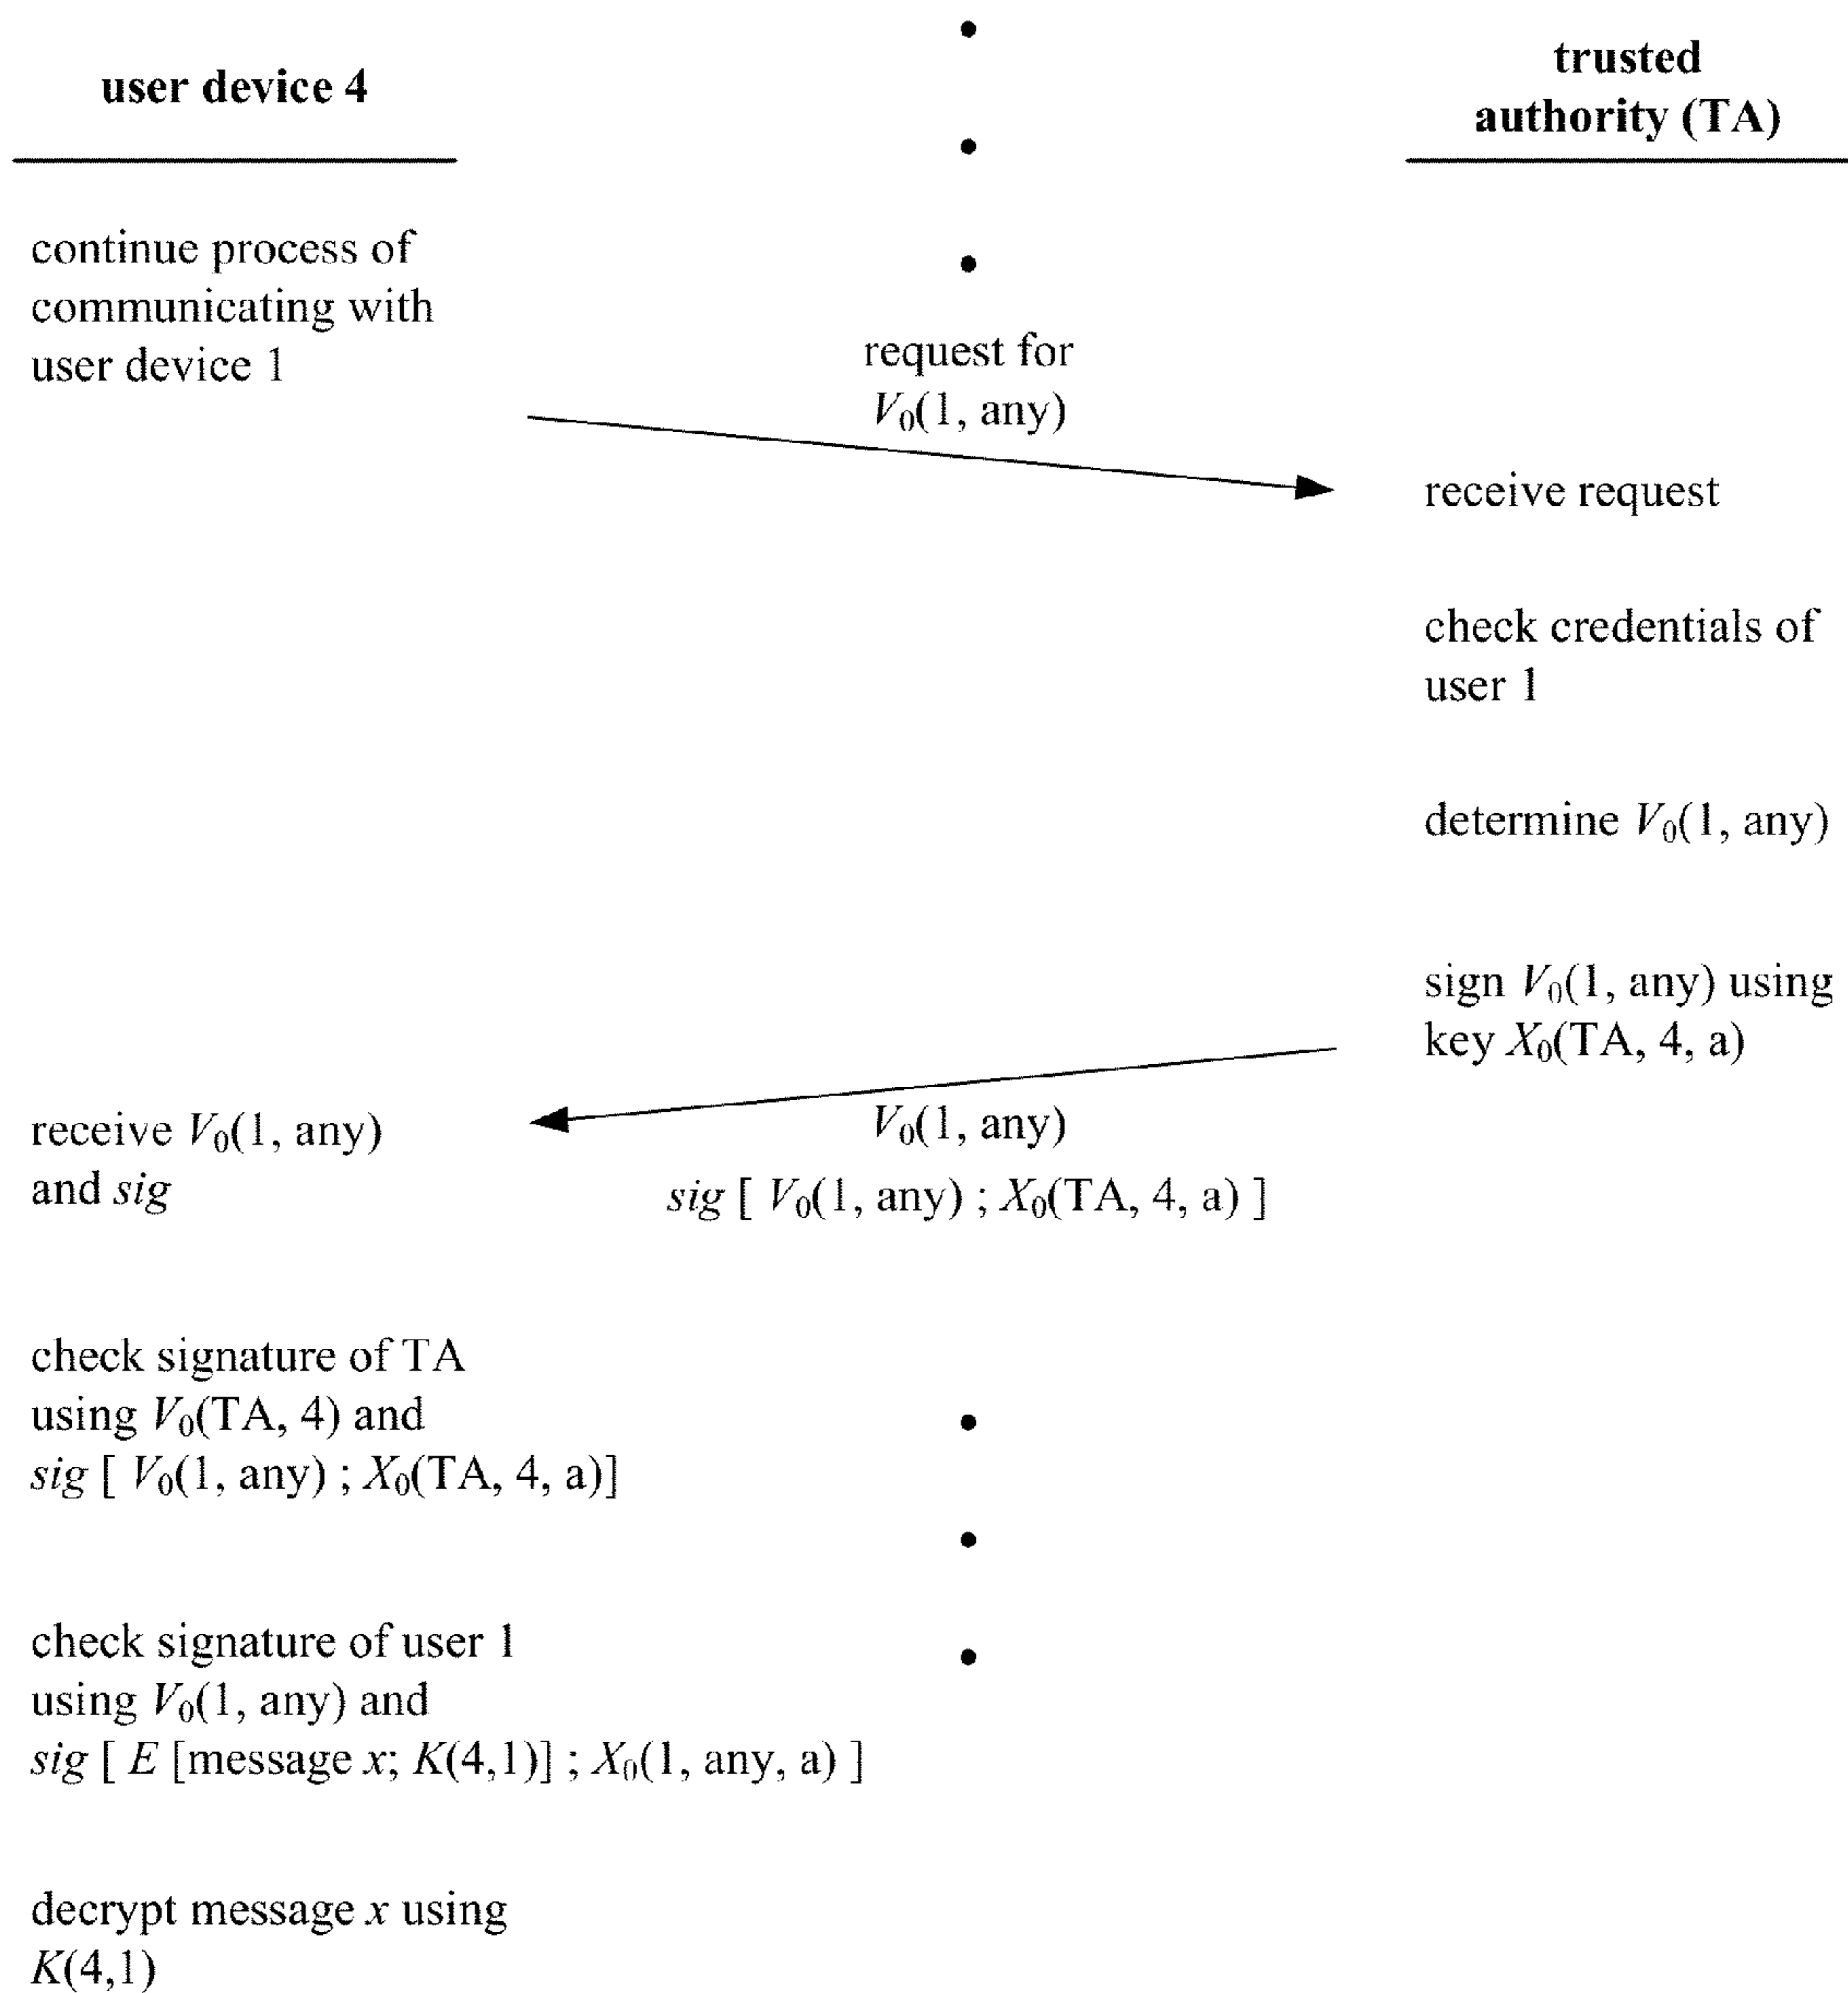 user device 4
trusted
authority (TA)
continue process of
communicating with
user device 1
request for
V₀(1, any)
receive request
check credentials of
user 1
determine V₀(1, any)
sign V₀(1, any) using
key X₀(TA, 4, a)
receive V₀(1, any)
and sig
V₀(1, any)
sig [ V₀(1, any) ; X₀(TA, 4, a) ]
check signature of TA
using V₀(TA, 4) and
sig [ V₀(1, any) ; X₀(TA, 4, a)]
check signature of user 1
using V₀(1, any) and
sig [ E [message x; K(4,1)] ; X₀(1, any, a) ]
decrypt message x using
K(4,1)